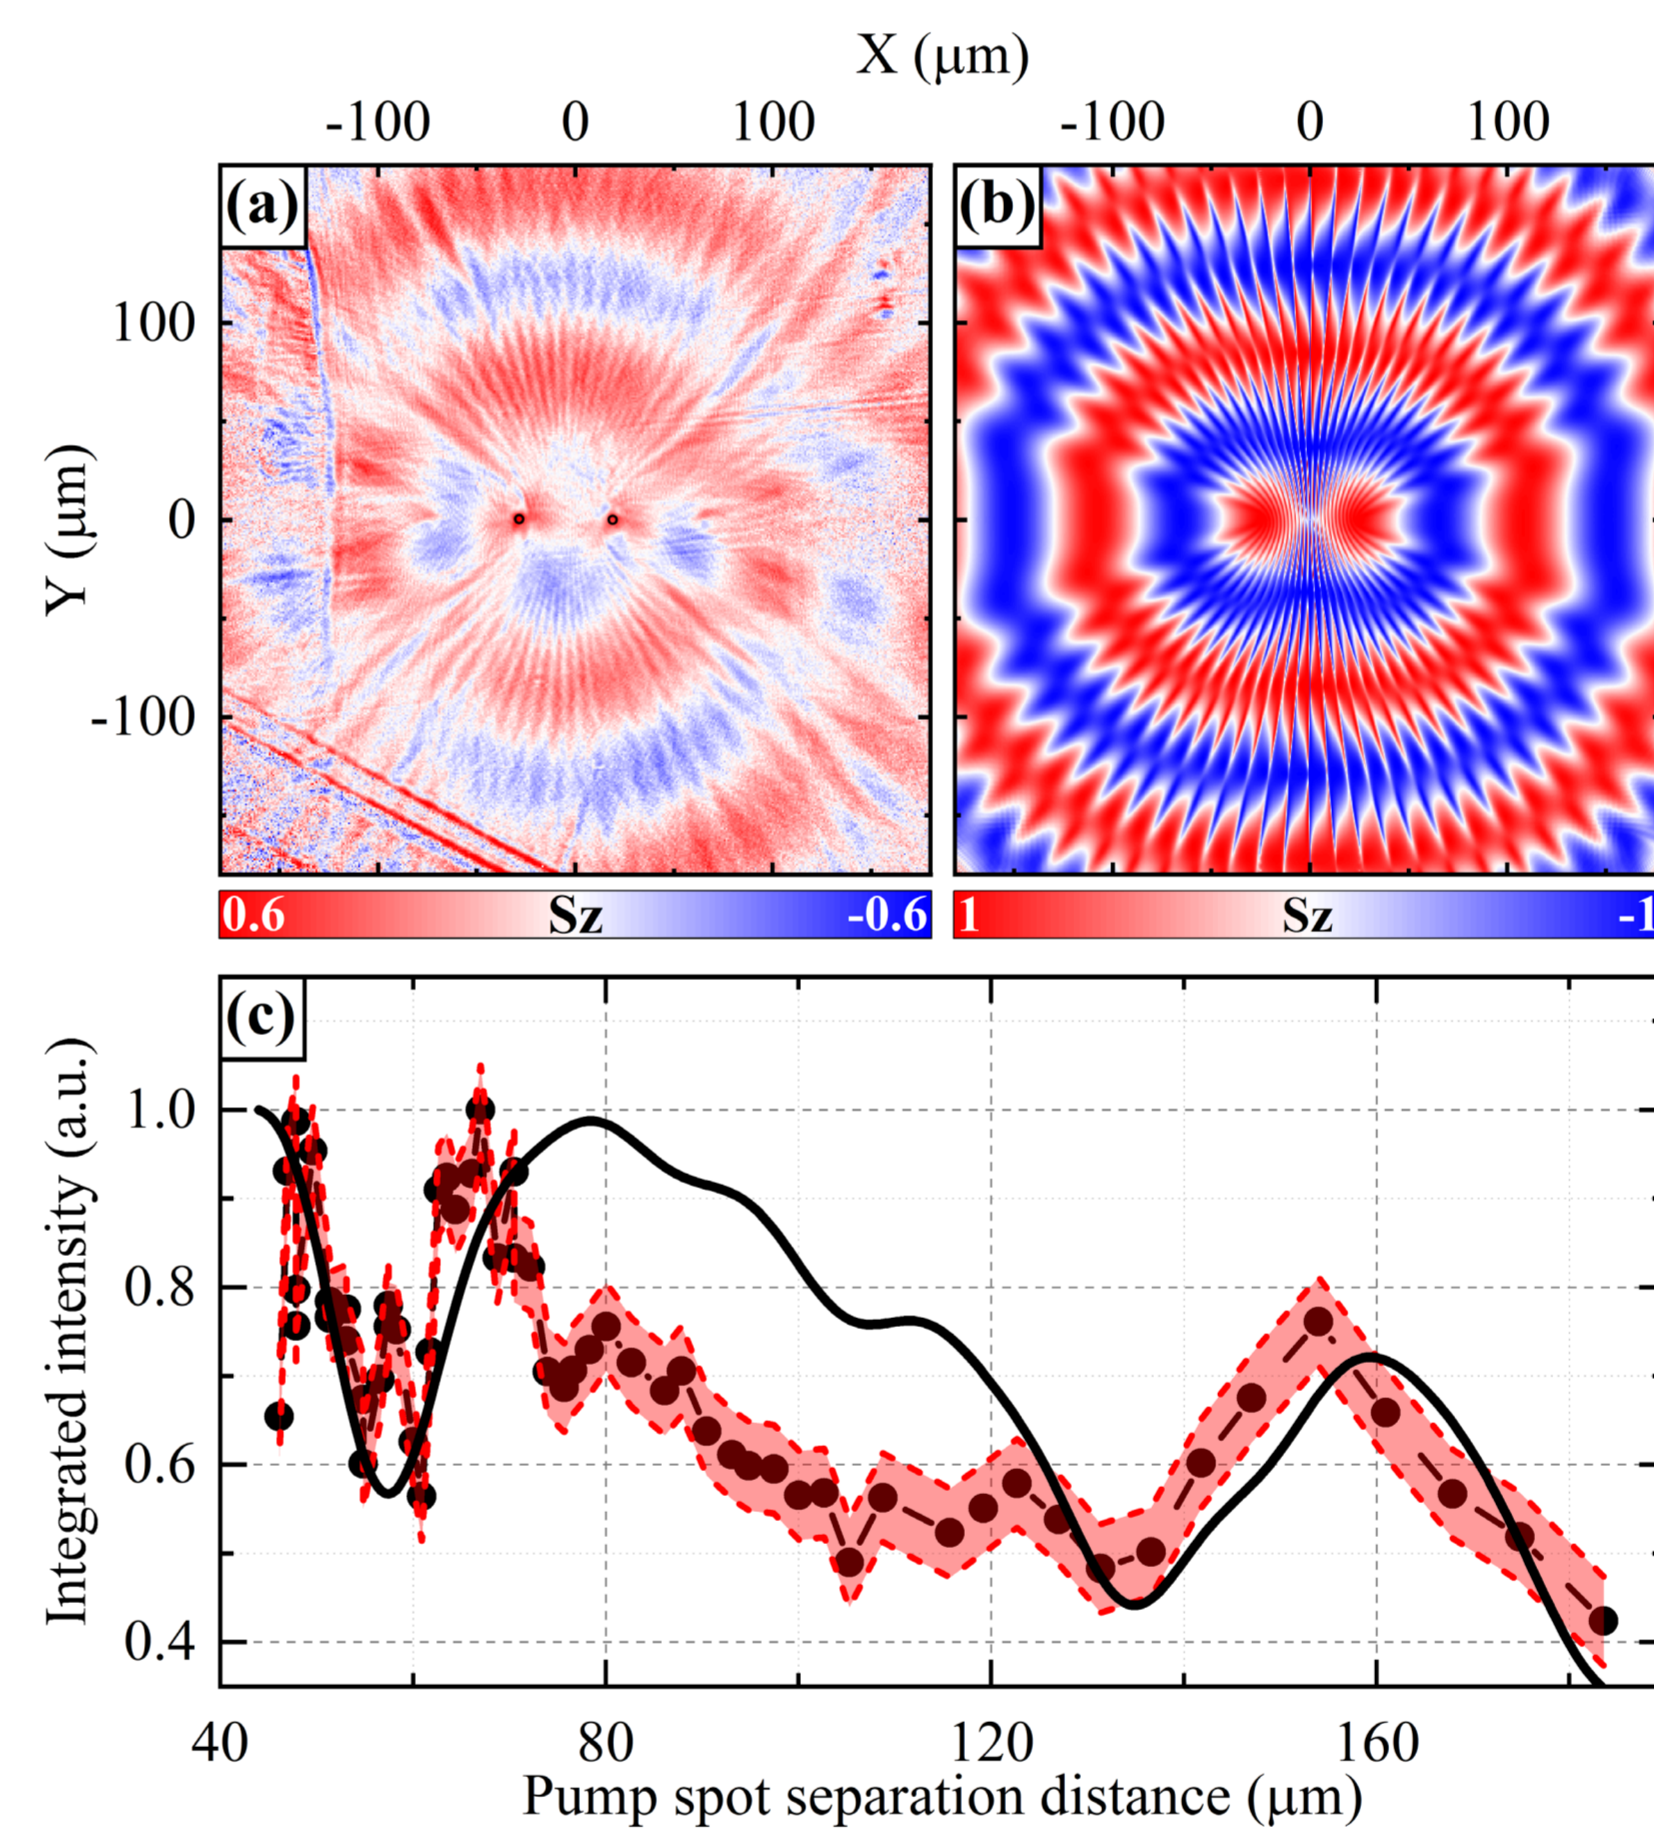 X (μm)
-100 0 100 -100 0 100
(a) (b)
Y (μm)
100
0
-100
0.6 Sz -0.6
1 Sz -1
(c)
Integrated intensity (a.u.)
1.0
0.8
0.6
0.4
40 80 120 160
Pump spot separation distance (μm)